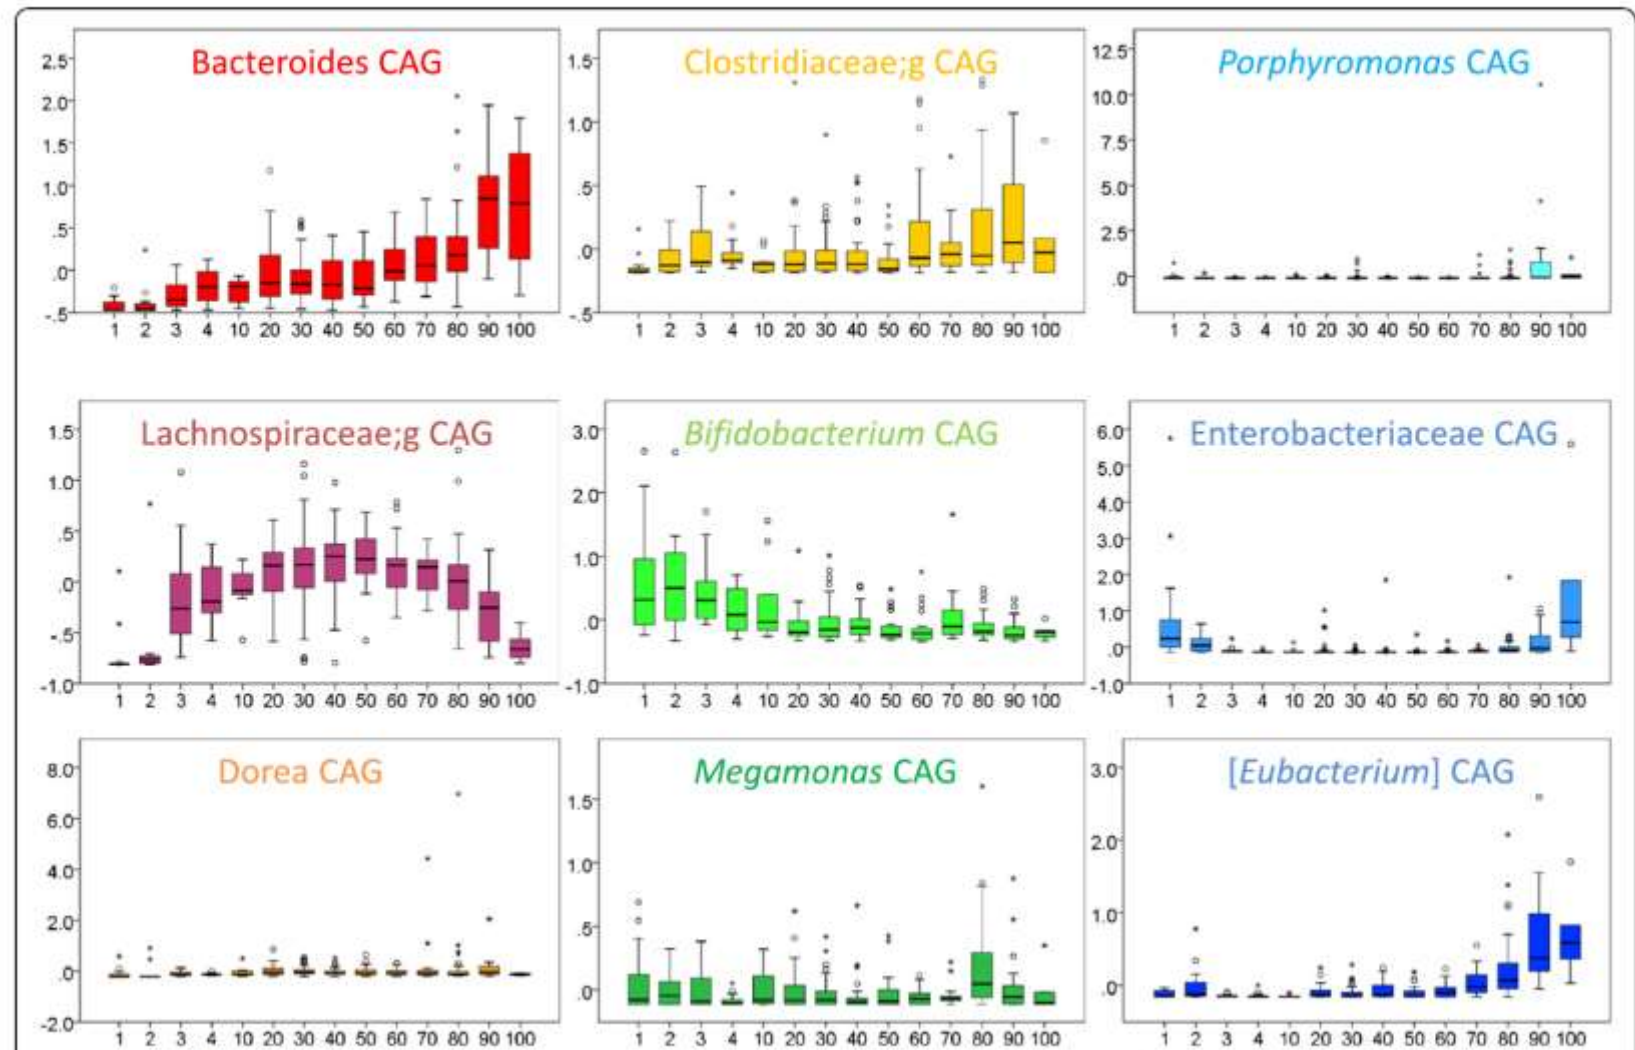 Bacteroides CAG
2.5
2.0
1.5
1.0
.5
.0
-.5
1 2 3 4 10 20 30 40 50 60 70 80 90 100
Clostridiaceae;g CAG
1.5
1.0
.5
.0
-.5
1 2 3 4 10 20 30 40 50 60 70 80 90 100
Porphyromonas CAG
12.5
10.0
7.5
5.0
2.5
.0
1 2 3 4 10 20 30 40 50 60 70 80 90 100
Lachnospiraceae;g CAG
1.5
1.0
.5
.0
-.5
-1.0
1 2 3 4 10 20 30 40 50 60 70 80 90 100
Bifidobacterium CAG
3.0
2.0
1.0
.0
-1.0
1 2 3 4 10 20 30 40 50 60 70 80 90 100
Enterobacteriaceae CAG
6.0
5.0
4.0
3.0
2.0
1.0
.0
-1.0
1 2 3 4 10 20 30 40 50 60 70 80 90 100
Dorea CAG
8.0
6.0
4.0
2.0
.0
-2.0
1 2 3 4 10 20 30 40 50 60 70 80 90 100
Megamonas CAG
1.5
1.0
.5
.0
1 2 3 4 10 20 30 40 50 60 70 80 90 100
[Eubacterium] CAG
3.0
2.0
1.0
.0
1 2 3 4 10 20 30 40 50 60 70 80 90 100